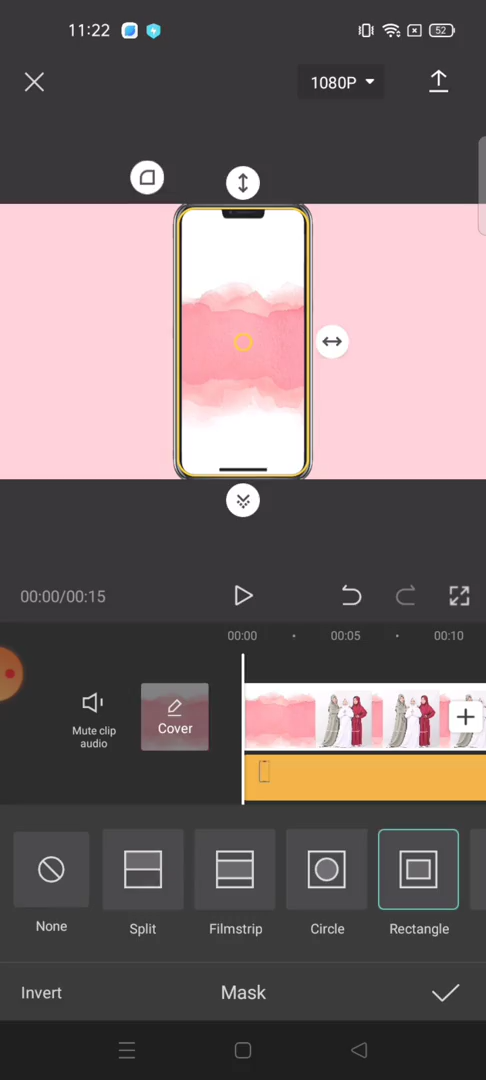 11:22
52
1080P
00:00/00:15
00:00
00:05
00:10
Mute clip
audio
Cover
None
Split
Filmstrip
Circle
Rectangle
Invert
Mask